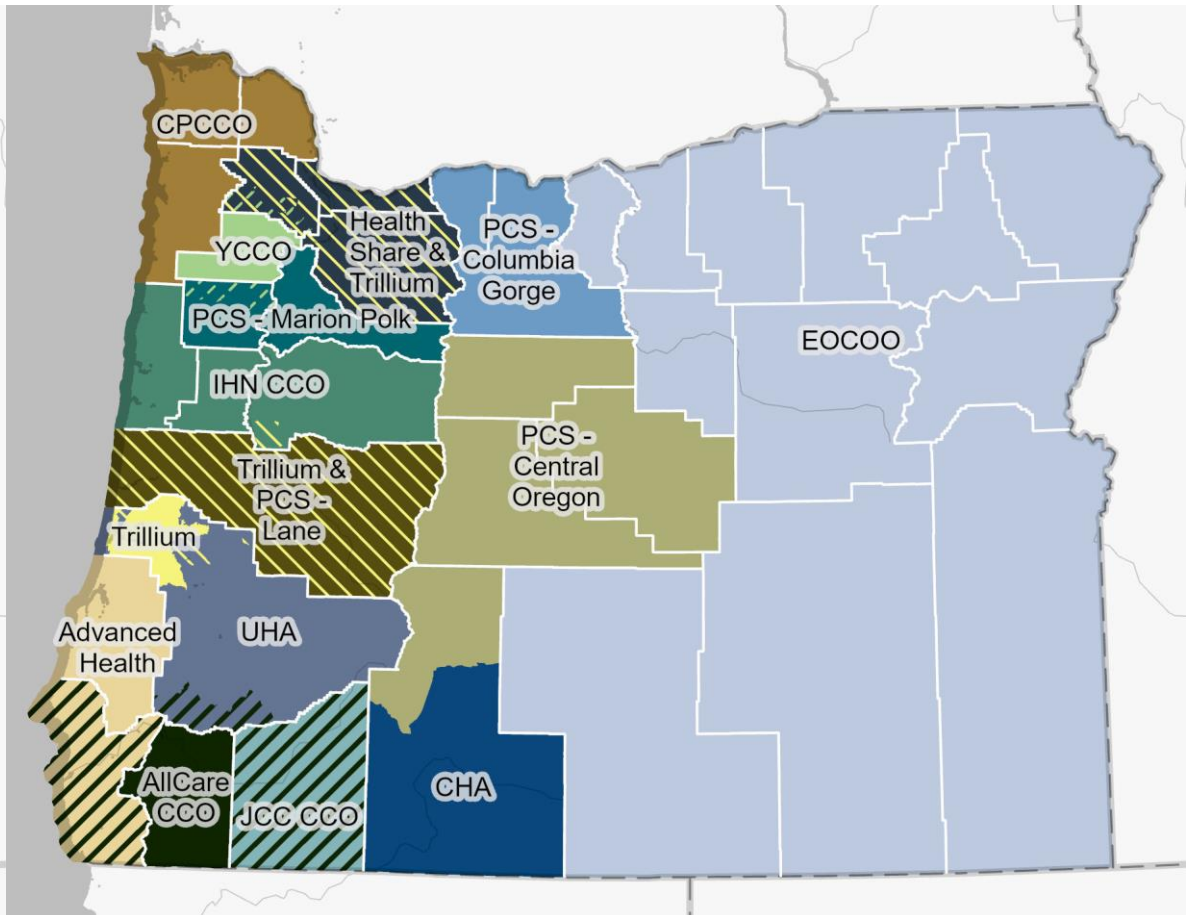 CPCCO
Health
Share &
Trillium
YCCO
PCS -
Columbia
Gorge
PCS - Marion Polk
EOCOO
IHN CCO
PCS -
Central
Oregon
Trillium &
PCS -
Lane
Trillium
Advanced
Health
UHA
AllCare
CCO
JCC CCO
CHA